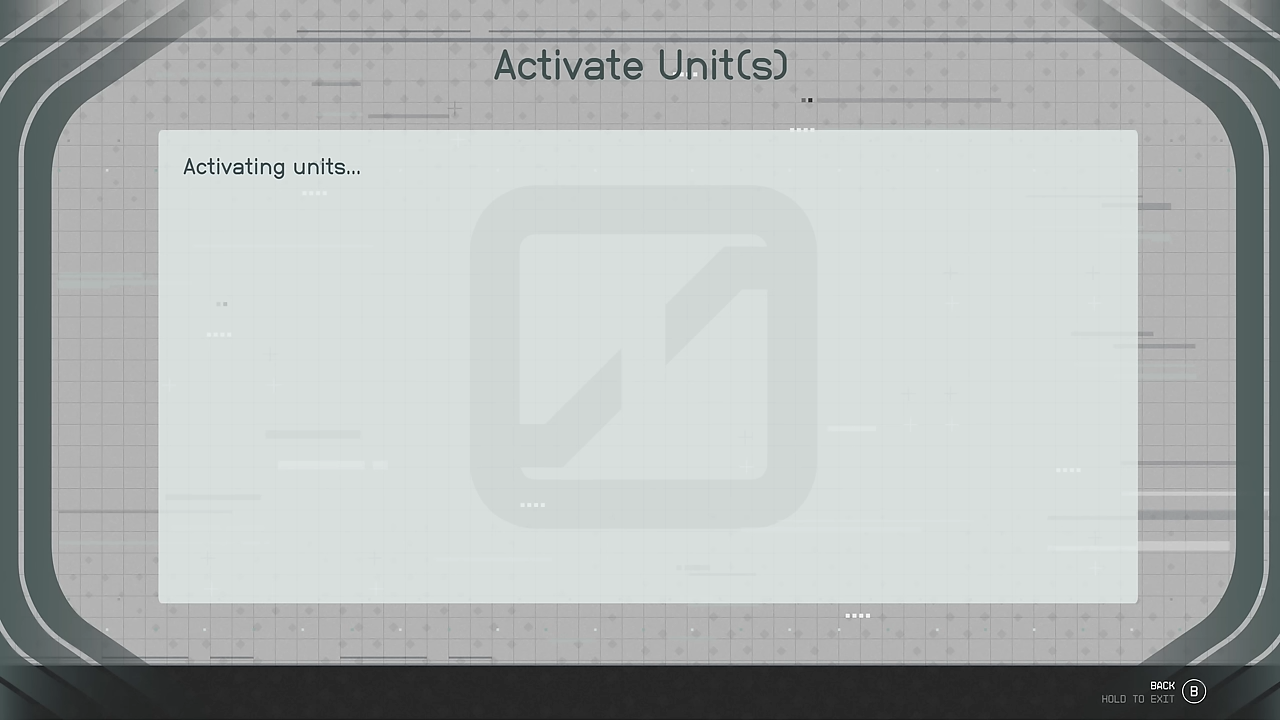 Activate Unit(s)
Activating units...
BACK
HOLD TO EXIT
B